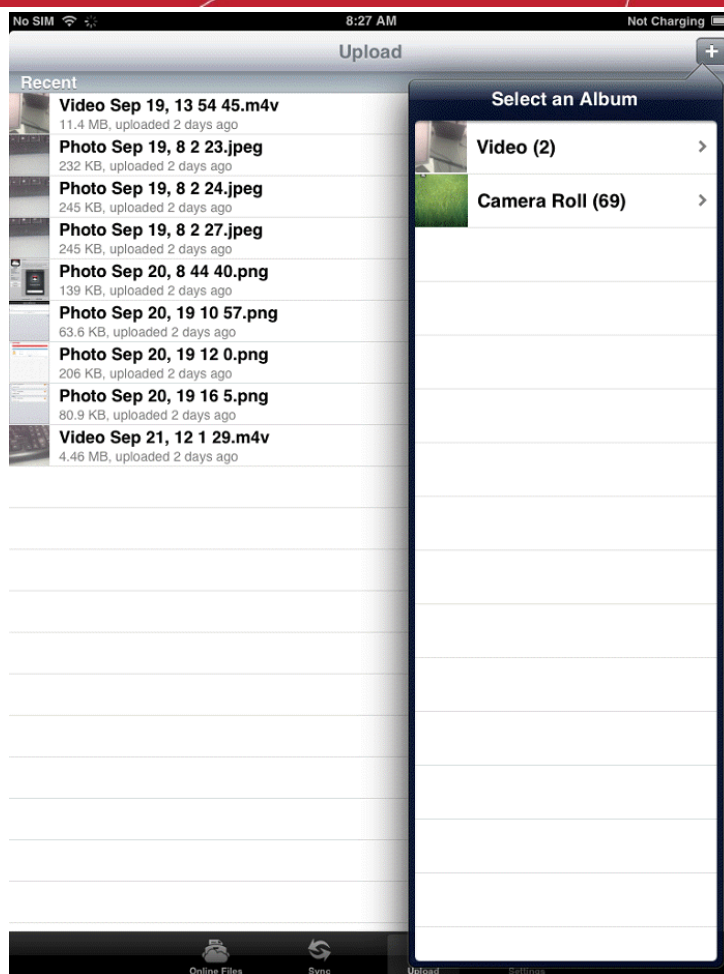 No SIM 8:27 AM Not Charging
Upload +
Recent
Video Sep 19, 13 54 45.m4v
11.4 MB, uploaded 2 days ago
Photo Sep 19, 8 2 23.jpeg
232 KB, uploaded 2 days ago
Photo Sep 19, 8 2 24.jpeg
245 KB, uploaded 2 days ago
Photo Sep 19, 8 2 27.jpeg
245 KB, uploaded 2 days ago
Photo Sep 20, 8 44 40.png
139 KB, uploaded 2 days ago
Photo Sep 20, 19 10 57.png
63.6 KB, uploaded 2 days ago
Photo Sep 20, 19 12 0.png
206 KB, uploaded 2 days ago
Photo Sep 20, 19 16 5.png
80.9 KB, uploaded 2 days ago
Video Sep 21, 12 1 29.m4v
4.46 MB, uploaded 2 days ago
Select an Album
Video (2)
Camera Roll (69)
Online Files Sync Upload Settings